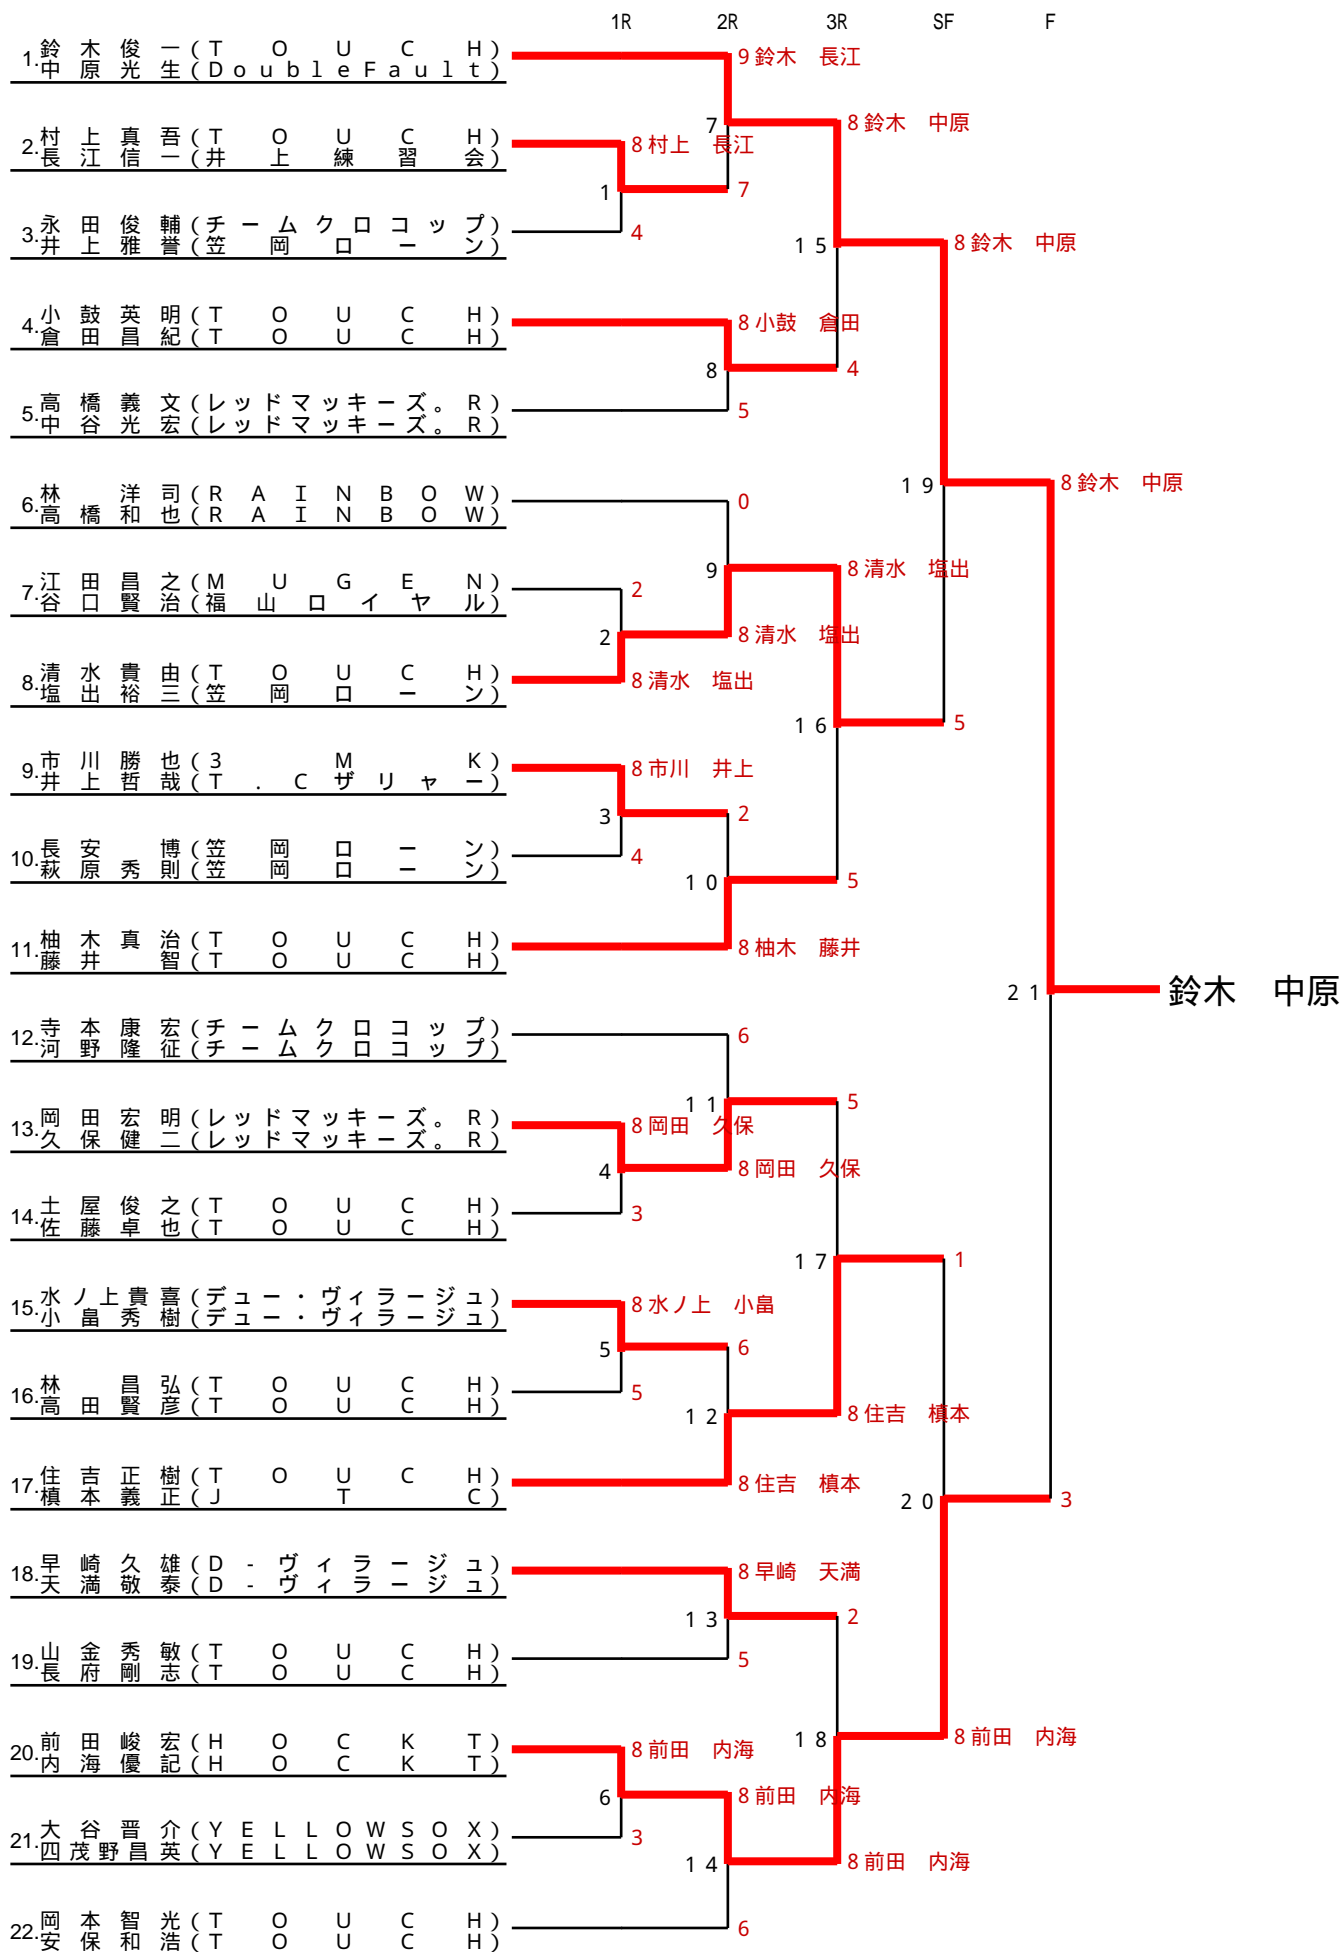 1R 2R 3R SF F
1. 鈴木俊一(TOUCH)
中原光生(DoubleFault)
9 鈴木 長江
7
8 鈴木 中原
2. 村上真吾(TOUCH)
長江信一(井上練習会)
8 村上 長江
1
7
3. 永田俊輔(チームクロコップ)
井上雅誉(笠岡ローン)
4
15
8 鈴木 中原
4. 小鼓英明(TOUCH)
倉田昌紀(TOUCH)
8 小鼓 倉田
8
4
5. 高橋義文(レッドマッキーズ。R)
中谷光宏(レッドマッキーズ。R)
5
19
8 鈴木 中原
6. 林 洋司(RAINBOW)
高橋和也(RAINBOW)
0
9
8 清水 塩出
7. 江田昌之(MUGEN)
谷口賢治(福山ロイヤル)
2
2
8 清水 塩出
8. 清水貴由(TOUCH)
塩出裕三(笠岡ローン)
8 清水 塩出
16
5
9. 市川勝也(3MK)
井上哲哉(T.Cザリャー)
8 市川 井上
3
2
10. 長安 博(笠岡ローン)
萩原秀則(笠岡ローン)
4
10
5
11. 柚木真治(TOUCH)
藤井 智(TOUCH)
8 柚木 藤井
21
鈴木 中原
12. 寺本康宏(チームクロコップ)
河野隆征(チームクロコップ)
6
11
5
13. 岡田宏明(レッドマッキーズ。R)
久保健二(レッドマッキーズ。R)
8 岡田 久保
4
8 岡田 久保
14. 土屋俊之(TOUCH)
佐藤卓也(TOUCH)
3
17
1
15. 水ノ上貴喜(デュー・ヴィラージュ)
小畠秀樹(デュー・ヴィラージュ)
8 水ノ上 小畠
5
6
16. 林 昌弘(TOUCH)
高田賢彦(TOUCH)
5
12
8 住吉 槙本
17. 住吉正樹(TOUCH)
槙本義正(JTC)
8 住吉 槙本
20
3
18. 早崎久雄(D-ヴィラージュ)
天満敬泰(D-ヴィラージュ)
8 早崎 天満
13
2
19. 山金秀敏(TOUCH)
長府剛志(TOUCH)
5
18
8 前田 内海
20. 前田峻宏(HOCKT)
内海優記(HOCKT)
8 前田 内海
6
8 前田 内海
21. 大谷晋介(YELLOWSOX)
四茂野昌英(YELLOWSOX)
3
14
8 前田 内海
22. 岡本智光(TOUCH)
安保和浩(TOUCH)
6